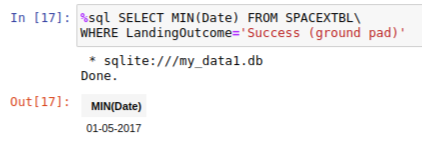 In [17]: %sql SELECT MIN(Date) FROM SPACEXTBL\
WHERE LandingOutcome='Success (ground pad)'
* sqlite:///my_data1.db
Done.
Out[17]: MIN(Date)
01-05-2017